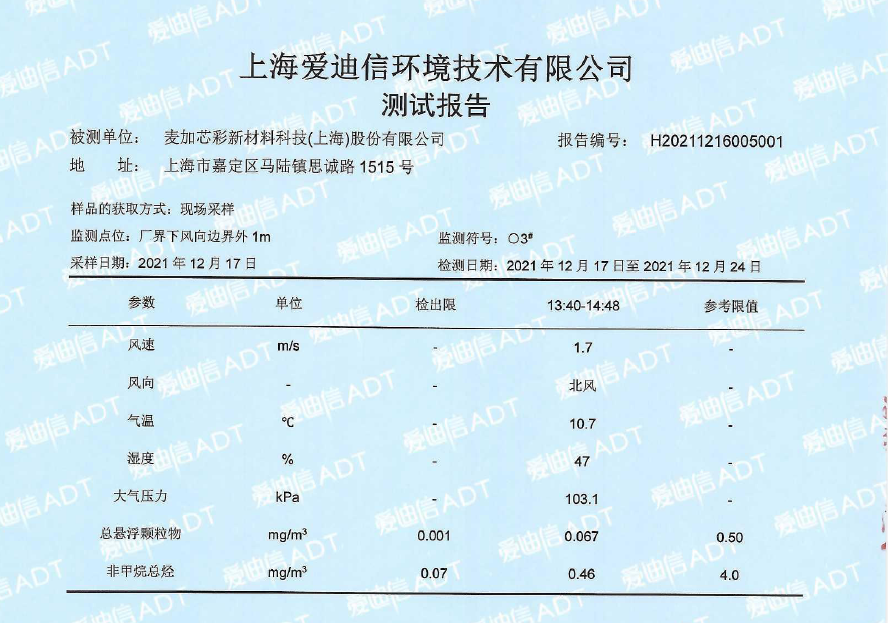 上海爱迪信环境技术有限公司
测试报告
被测单位： 麦加芯彩新材料科技(上海)股份有限公司 报告编号： H20211216005001
地 址： 上海市嘉定区马陆镇思诚路 1515 号
样品的获取方式：现场采样
监测点位：厂界下风向边界外 1m 监测符号：○3#
采样日期：2021 年 12 月 17 日 检测日期：2021 年 12 月 17 日至 2021 年 12 月 24 日
参数 单位 检出限 13:40-14:48 参考限值
风速 m/s - 1.7 -
风向 - - 北风 -
气温 ℃ - 10.7 -
湿度 % - 47 -
大气压力 kPa - 103.1 -
总悬浮颗粒物 mg/m³ 0.001 0.067 0.50
非甲烷总烃 mg/m³ 0.07 0.46 4.0
爱迪信ADT